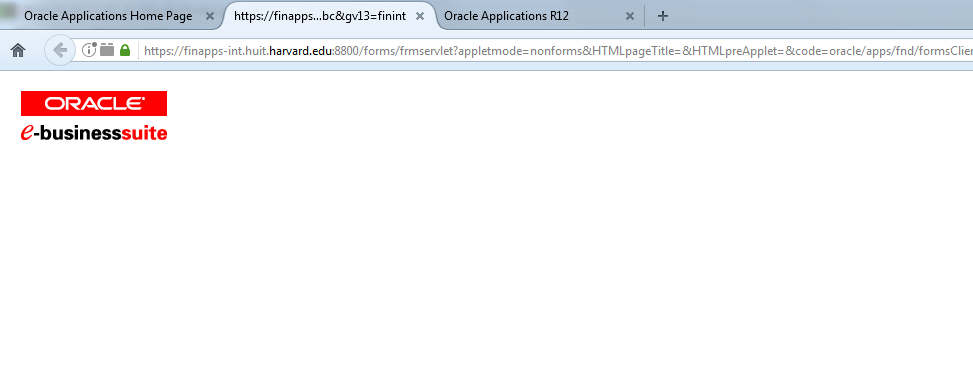 Oracle Applications Home Page
https://finapps...bc&gv13=finint
Oracle Applications R12
https://finapps-int.huit.harvard.edu:8800/forms/frmservlet?appletmode=nonforms&HTMLpageTitle=&HTMLpreApplet=&code=oracle/apps/fnd/formsClien
ORACLE
e-businesssuite